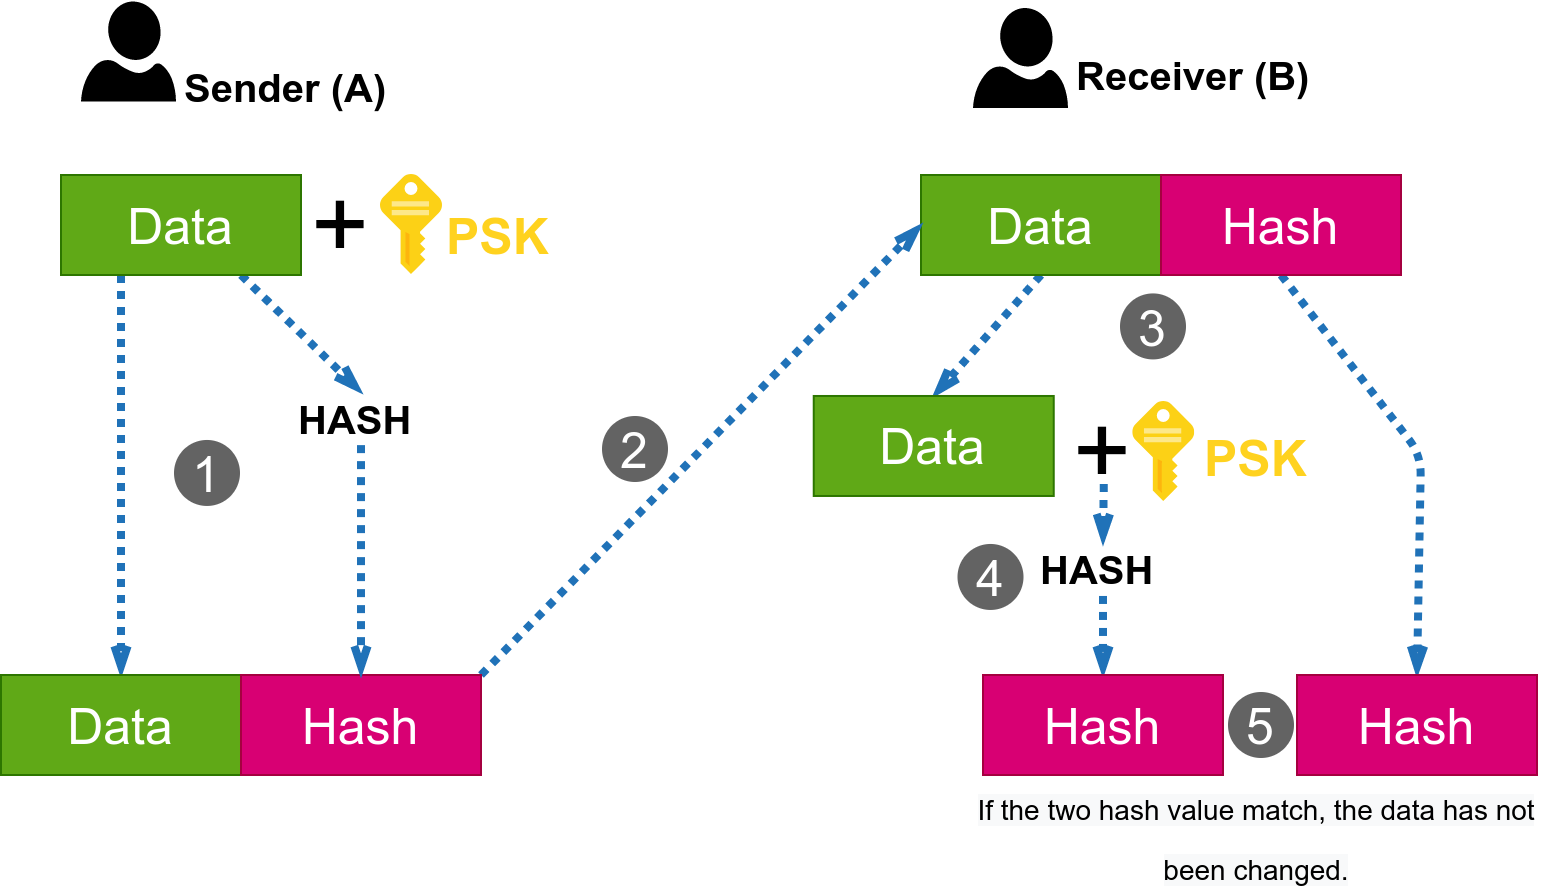 Sender (A)
Receiver (B)
Data
+
PSK
Data
Hash
3
HASH
1
2
Data
+
PSK
4
HASH
Data
Hash
Hash
5
Hash
If the two hash value match, the data has not
been changed.